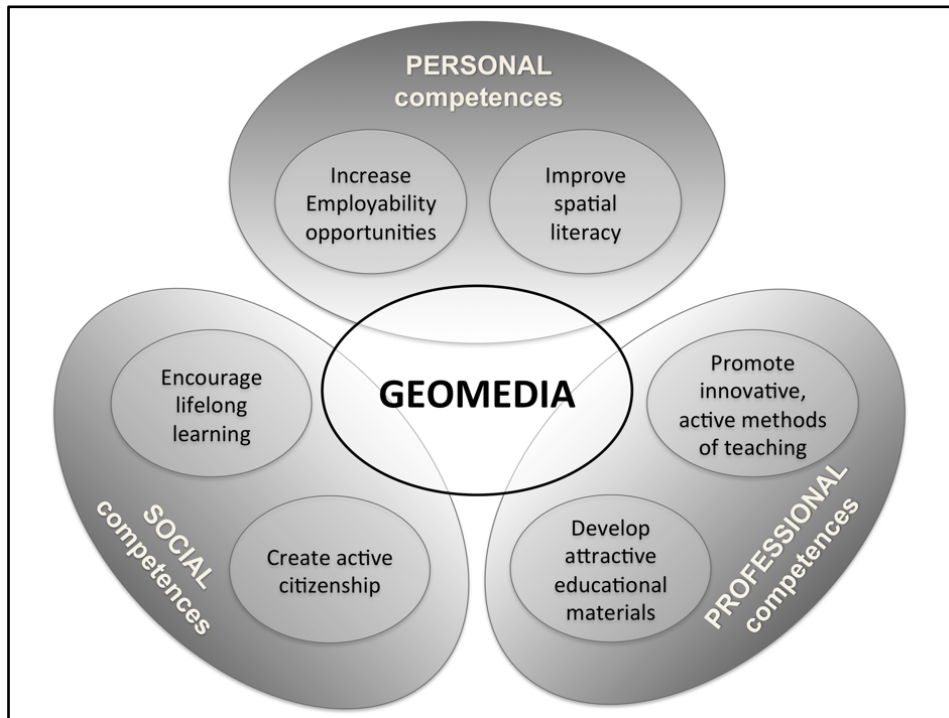 PERSONAL
competences
Increase
Employability
opportunities
Improve
spatial
literacy
GEOMEDIA
Encourage
lifelong
learning
Create active
citizenship
SOCIAL
competences
Promote
innovative,
active methods
of teaching
Develop
attractive
educational
materials
PROFESSIONAL
competences